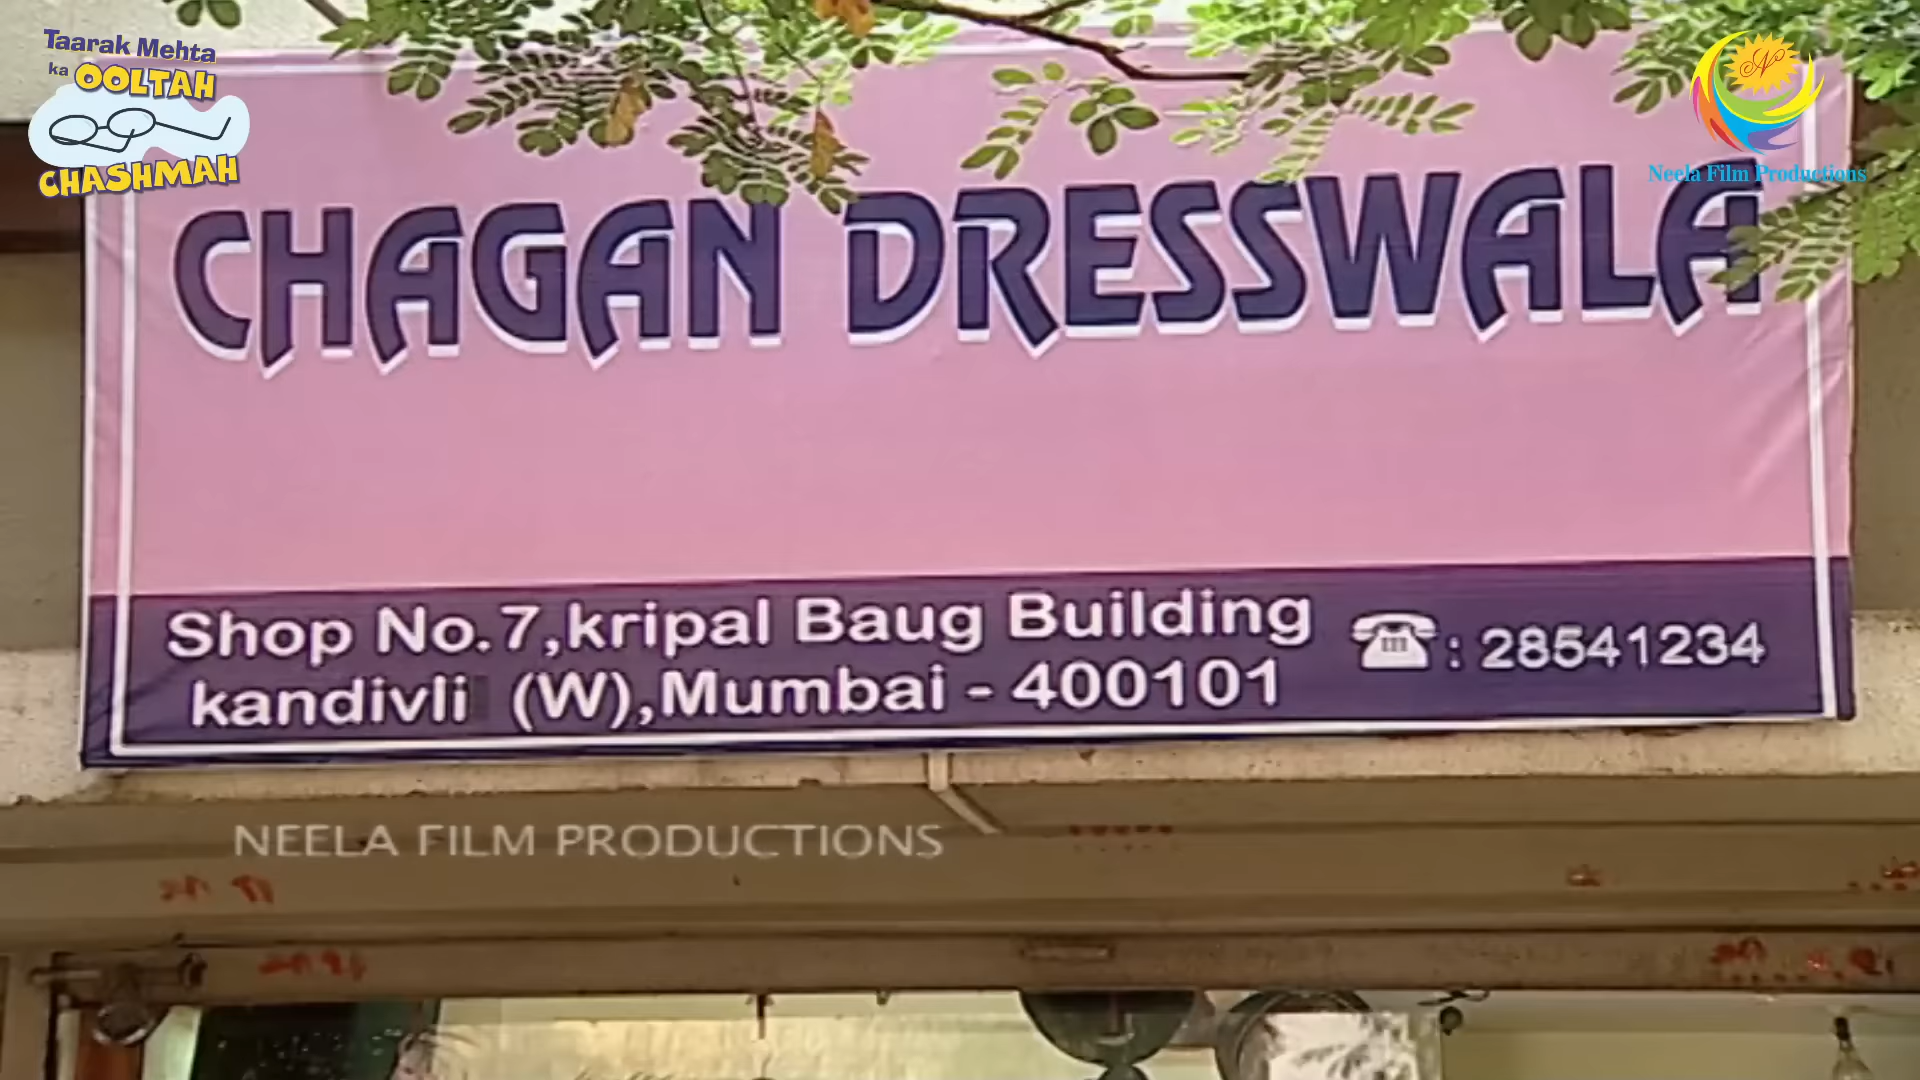 Taarak Mehta
ka OOLTAH
CHASHMAH
Neela Film Productions
CHAGAN DRESSWALA
Shop No.7,kripal Baug Building
kandivli (W),Mumbai - 400101
: 28541234
NEELA FILM PRODUCTIONS